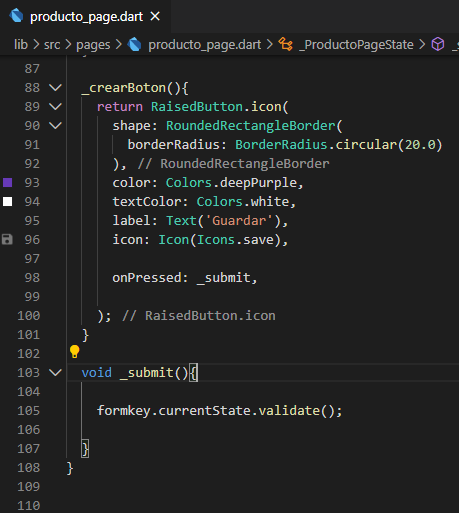 producto_page.dart
lib > src > pages > producto_page.dart > _ProductoPageState >
87
88 _crearBoton(){
89 return RaisedButton.icon(
90 shape: RoundedRectangleBorder(
91 borderRadius: BorderRadius.circular(20.0)
92 ), // RoundedRectangleBorder
93 color: Colors.deepPurple,
94 textColor: Colors.white,
95 label: Text('Guardar'),
96 icon: Icon(Icons.save),
97
98 onPressed: _submit,
99
100 ); // RaisedButton.icon
101 }
102
103 void _submit(){
104
105 formkey.currentState.validate();
106
107 }
108 }
109
110